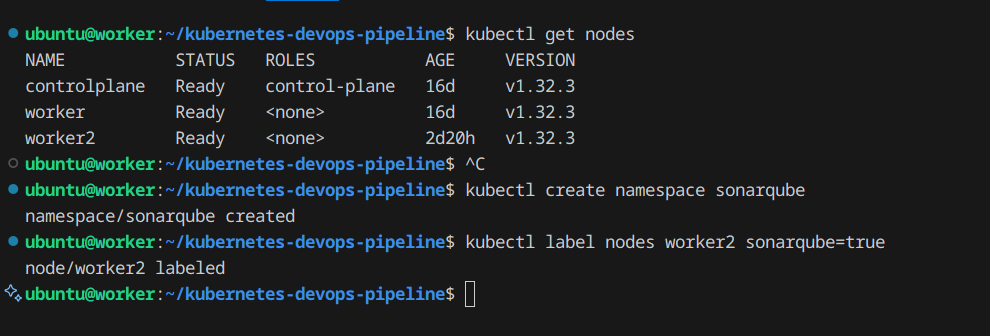 ubuntu@worker:~/kubernetes-devops-pipeline$ kubectl get nodes
NAME STATUS ROLES AGE VERSION
controlplane Ready control-plane 16d v1.32.3
worker Ready <none> 16d v1.32.3
worker2 Ready <none> 2d20h v1.32.3
ubuntu@worker:~/kubernetes-devops-pipeline$ ^C
ubuntu@worker:~/kubernetes-devops-pipeline$ kubectl create namespace sonarqube
namespace/sonarqube created
ubuntu@worker:~/kubernetes-devops-pipeline$ kubectl label nodes worker2 sonarqube=true
node/worker2 labeled
ubuntu@worker:~/kubernetes-devops-pipeline$